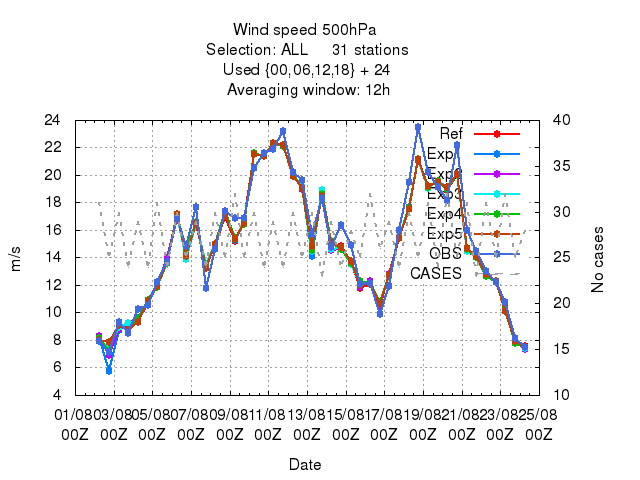 Wind speed 500hPa
Selection: ALL 31 stations
Used {00,06,12,18} + 24
Averaging window: 12h
24
22
20
18
16
14
12
10
8
6
4
m/s
40
35
30
25
20
15
10
No cases
Ref
Exp1
Exp2
Exp3
Exp4
Exp5
OBS
CASES
01/08 03/08 05/08 07/08 09/08 11/08 13/08 15/08 17/08 19/08 21/08 23/08 25/08
00Z 00Z 00Z 00Z 00Z 00Z 00Z 00Z 00Z 00Z 00Z 00Z 00Z
Date